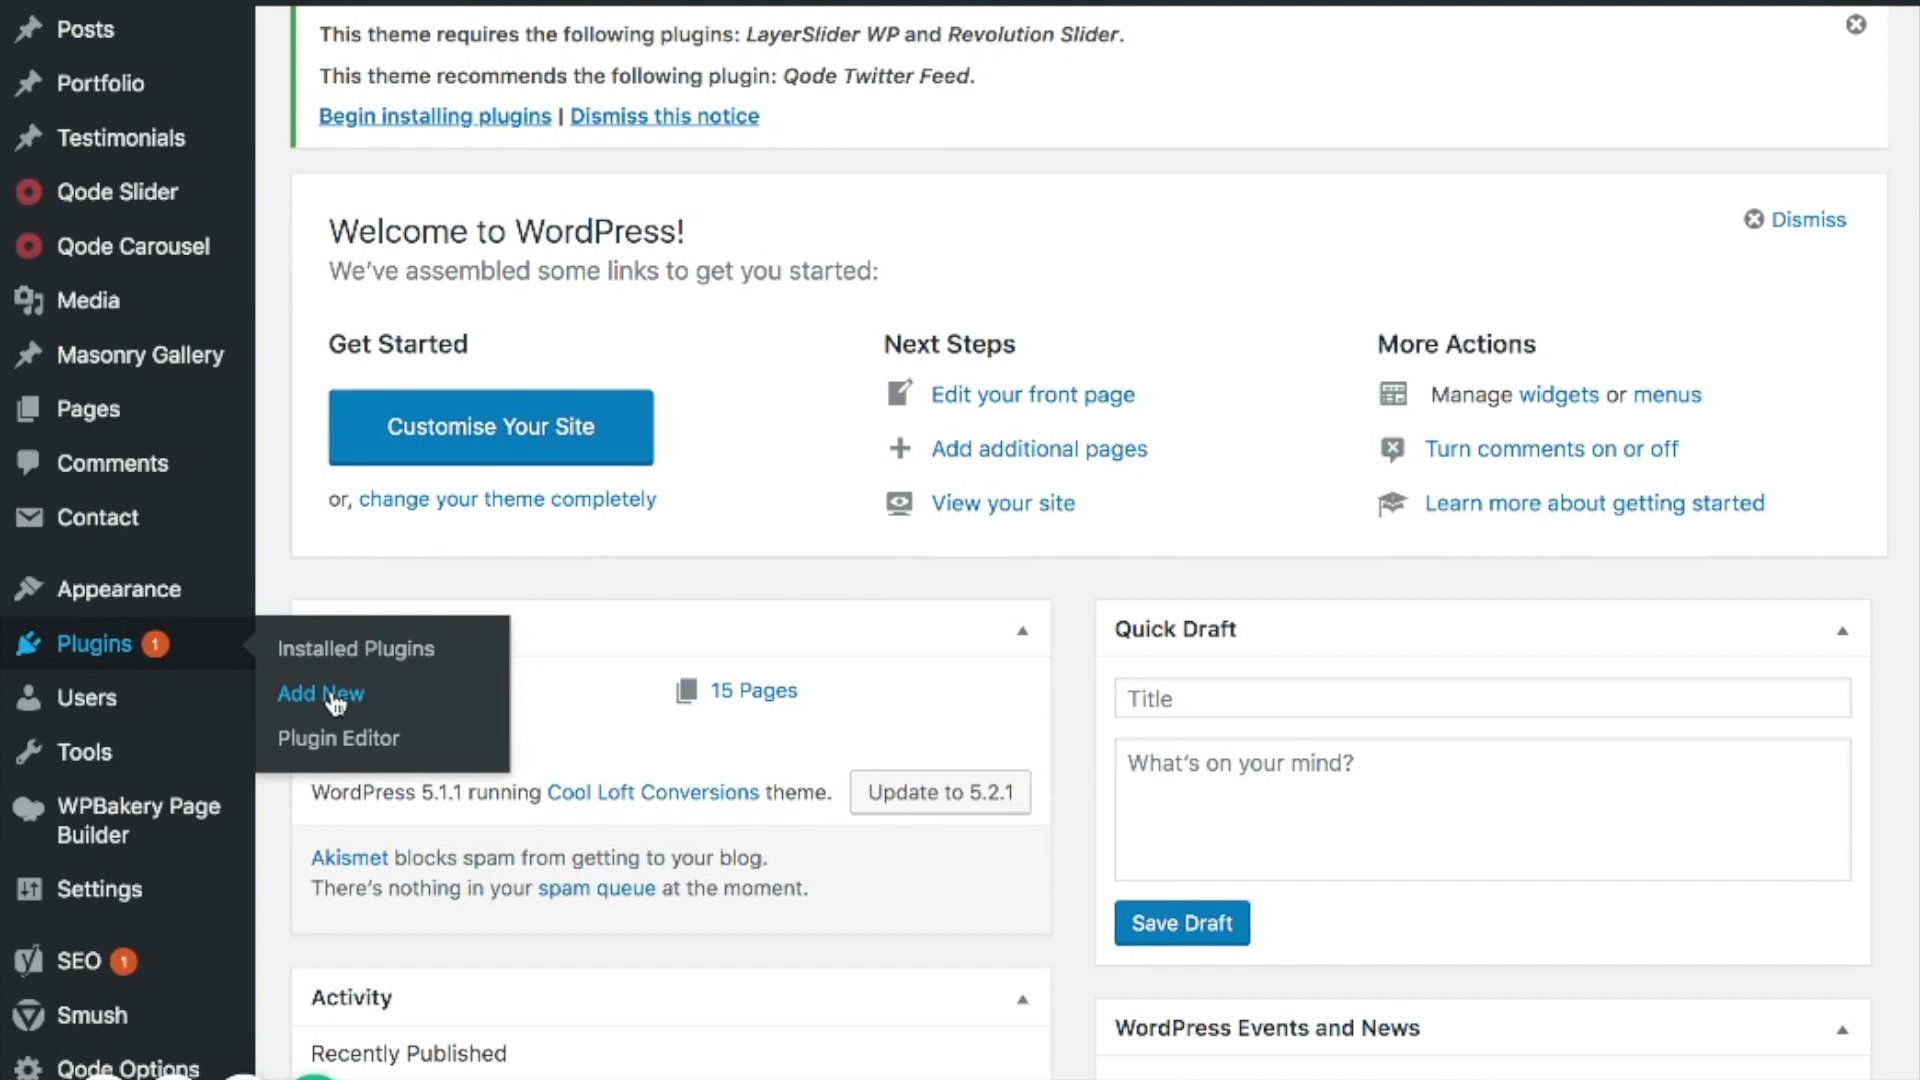 Posts
Portfolio
Testimonials
Qode Slider
Qode Carousel
Media
Masonry Gallery
Pages
Comments
Contact
Appearance
Plugins 1
Users
Tools
WPBakery Page
Builder
Settings
SEO 1
Smush
Qode Options
Installed Plugins
Add New
Plugin Editor
This theme requires the following plugins: LayerSlider WP and Revolution Slider.
This theme recommends the following plugin: Qode Twitter Feed.
Begin installing plugins | Dismiss this notice
Welcome to WordPress!
We've assembled some links to get you started:
Dismiss
Get Started
Customise Your Site
or, change your theme completely
Next Steps
Edit your front page
Add additional pages
View your site
More Actions
Manage widgets or menus
Turn comments on or off
Learn more about getting started
15 Pages
WordPress 5.1.1 running Cool Loft Conversions theme.
Update to 5.2.1
Akismet blocks spam from getting to your blog.
There's nothing in your spam queue at the moment.
Activity
Recently Published
Quick Draft
Title
What's on your mind?
Save Draft
WordPress Events and News